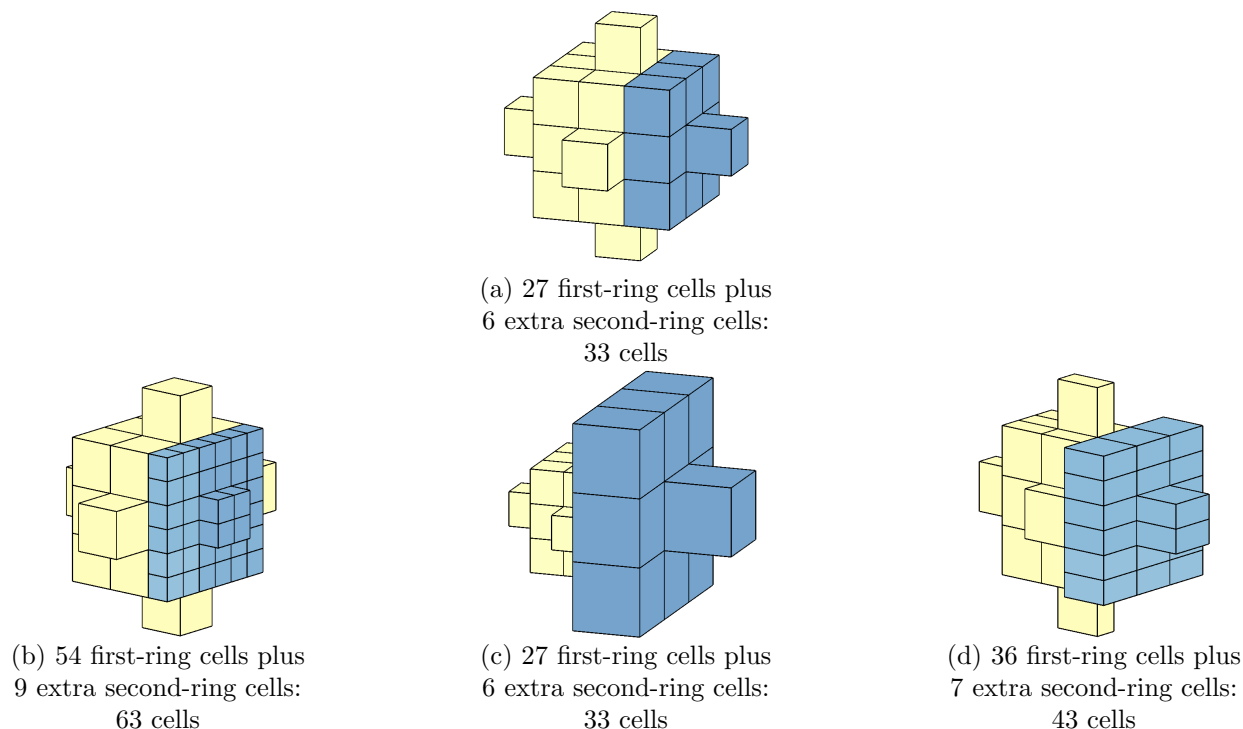 (a) 27 first-ring cells plus
6 extra second-ring cells:
33 cells
(b) 54 first-ring cells plus
9 extra second-ring cells:
63 cells
(c) 27 first-ring cells plus
6 extra second-ring cells:
33 cells
(d) 36 first-ring cells plus
7 extra second-ring cells:
43 cells